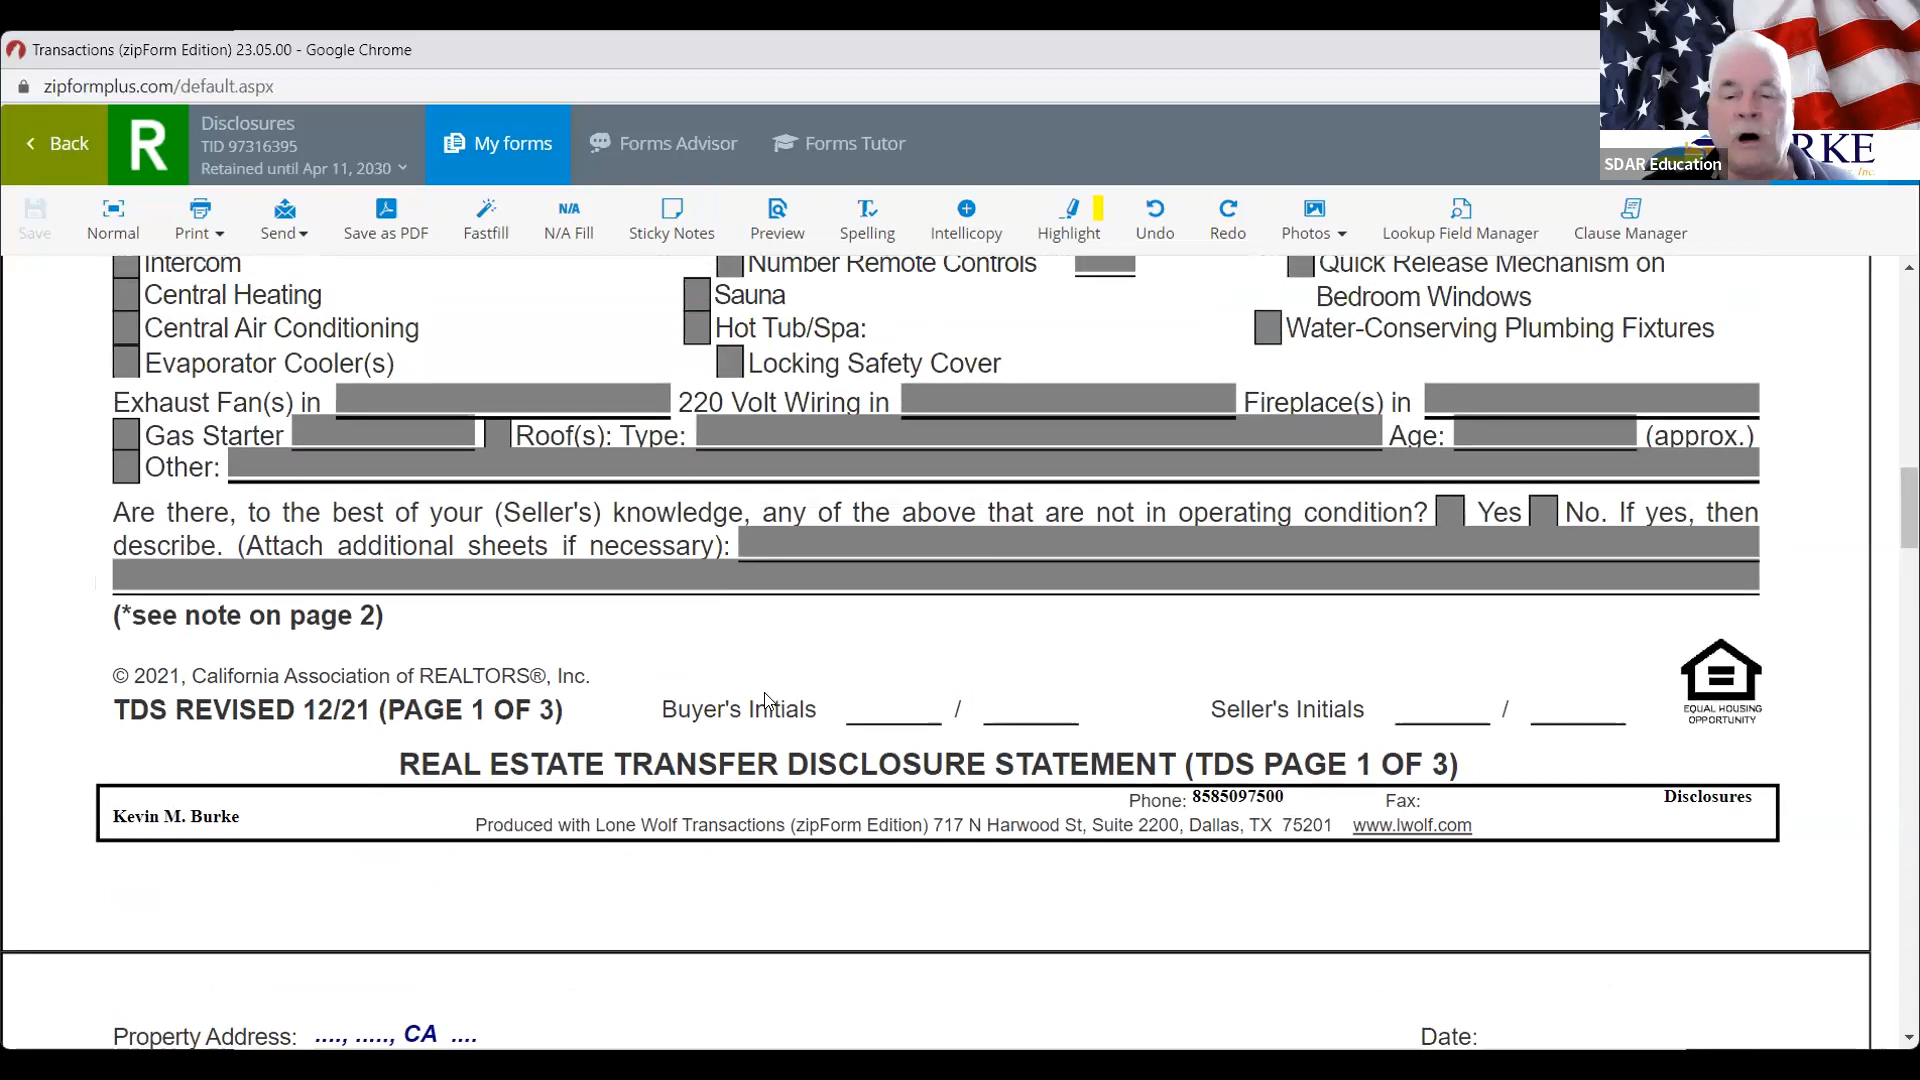 Transactions (zipForm Edition) 23.05.00 - Google Chrome
zipformplus.com/default.aspx
Back
R
Disclosures
TID 97316395
Retained until Apr 11, 2030
My forms
Forms Advisor
Forms Tutor
RKE
Inc.
SDAR Education
Save
Normal
Print
Send
Save as PDF
Fastfill
N/A
N/A Fill
Sticky Notes
Preview
Spelling
Intellicopy
Highlight
Undo
Redo
Photos
Lookup Field Manager
Clause Manager
Intercom Number Remote Controls Quick Release Mechanism on
Central Heating Sauna Bedroom Windows
Central Air Conditioning Hot Tub/Spa: Water-Conserving Plumbing Fixtures
Evaporator Cooler(s) Locking Safety Cover
Exhaust Fan(s) in 220 Volt Wiring in Fireplace(s) in
Gas Starter Roof(s): Type: Age: (approx.)
Other:
Are there, to the best of your (Seller's) knowledge, any of the above that are not in operating condition? Yes No. If yes, then
describe. (Attach additional sheets if necessary):
(*see note on page 2)
© 2021, California Association of REALTORS®, Inc.
TDS REVISED 12/21 (PAGE 1 OF 3) Buyer's Initials / Seller's Initials /
EQUAL HOUSING
OPPORTUNITY
REAL ESTATE TRANSFER DISCLOSURE STATEMENT (TDS PAGE 1 OF 3)
Kevin M. Burke Phone: 8585097500 Fax: Disclosures
Produced with Lone Wolf Transactions (zipForm Edition) 717 N Harwood St, Suite 2200, Dallas, TX 75201 www.lwolf.com
Property Address: ...., ....., CA .... Date: